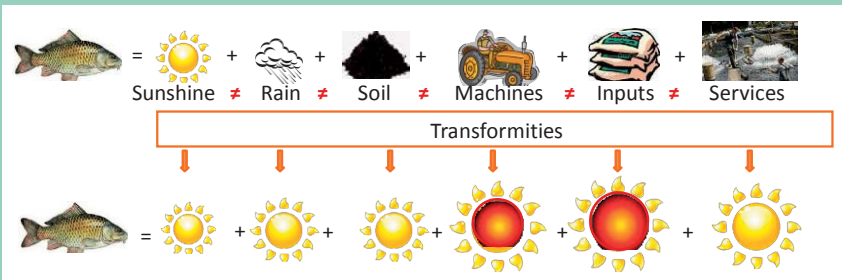 = + + + + +
Sunshine ≠ Rain ≠ Soil ≠ Machines ≠ Inputs ≠ Services
Transformities
= + + + + +